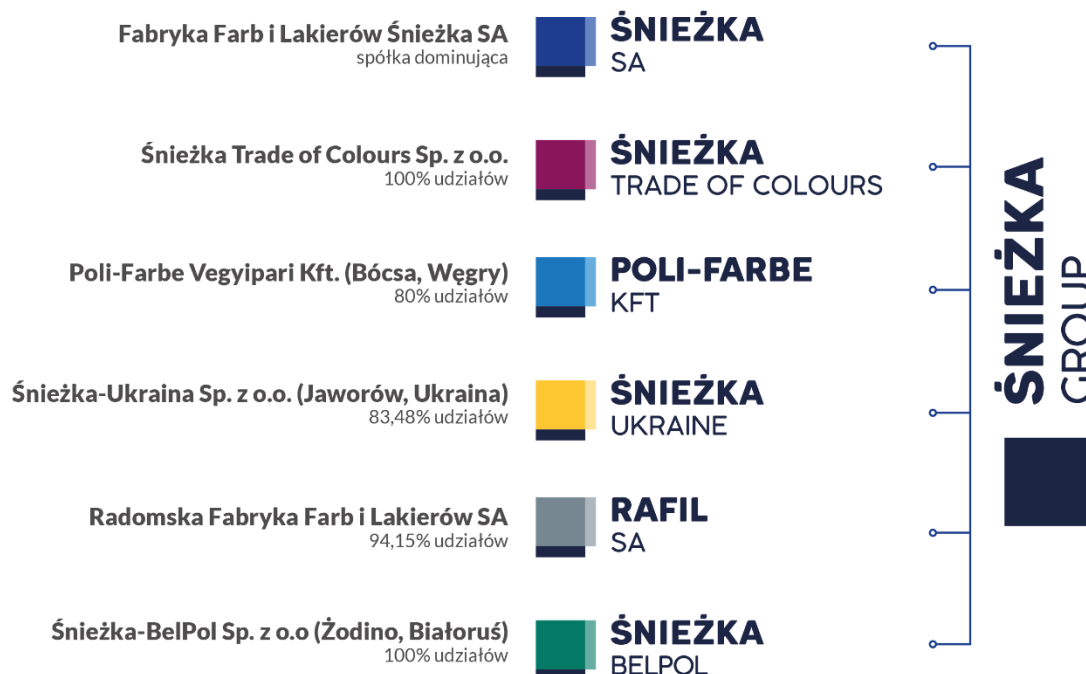 Fabryka Farb i Lakierów Śnieżka SA
spółka dominująca
ŚNIEŻKA
SA
Śnieżka Trade of Colours Sp. z o.o.
100% udziałów
ŚNIEŻKA
TRADE OF COLOURS
Poli-Farbe Vegyipari Kft. (Bócsa, Węgry)
80% udziałów
POLI-FARBE
KFT
Śnieżka-Ukraina Sp. z o.o. (Jaworów, Ukraina)
83,48% udziałów
ŚNIEŻKA
UKRAINE
Radomska Fabryka Farb i Lakierów SA
94,15% udziałów
RAFIL
SA
Śnieżka-BelPol Sp. z o.o (Żodino, Białoruś)
100% udziałów
ŚNIEŻKA
BELPOL
ŚNIEŻKA
GROUP